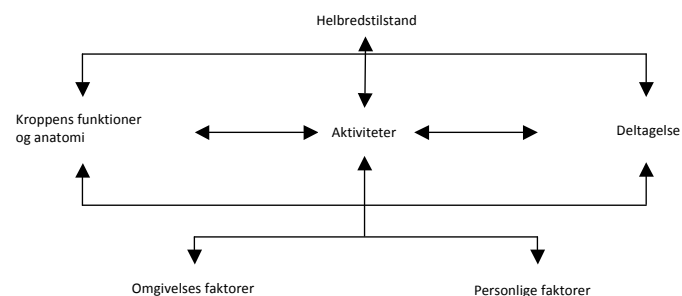 Helbredstilstand
Kroppens funktioner
og anatomi
Aktiviteter
Deltagelse
Omgivelses faktorer
Personlige faktorer